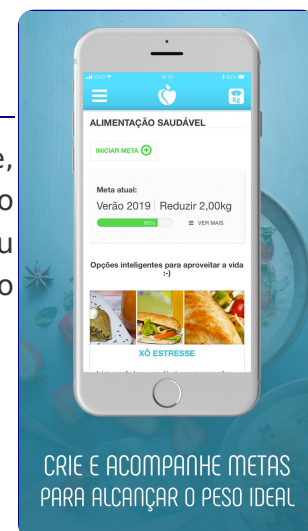 e,
o
u
o
VIVO
ALIMENTAÇÃO SAUDÁVEL
INICIAR META
Meta atual:
Verão 2019 Reduzir 2,00kg
VER MAIS
Opções inteligentes para aproveitar a vida
:-)
XÔ ESTRESSE
CRIE E ACOMPANHE METAS
PARA ALCANÇAR O PESO IDEAL